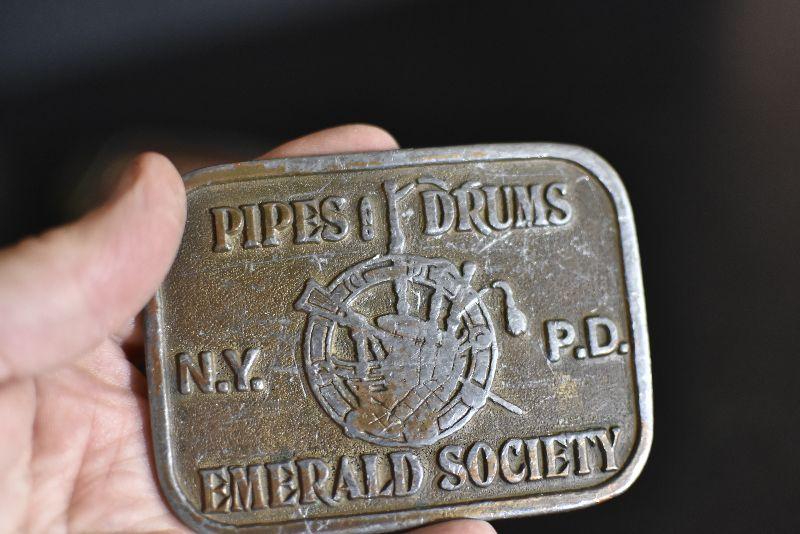 PIPES & DRUMS
N.Y. P.D.
EMERALD SOCIETY